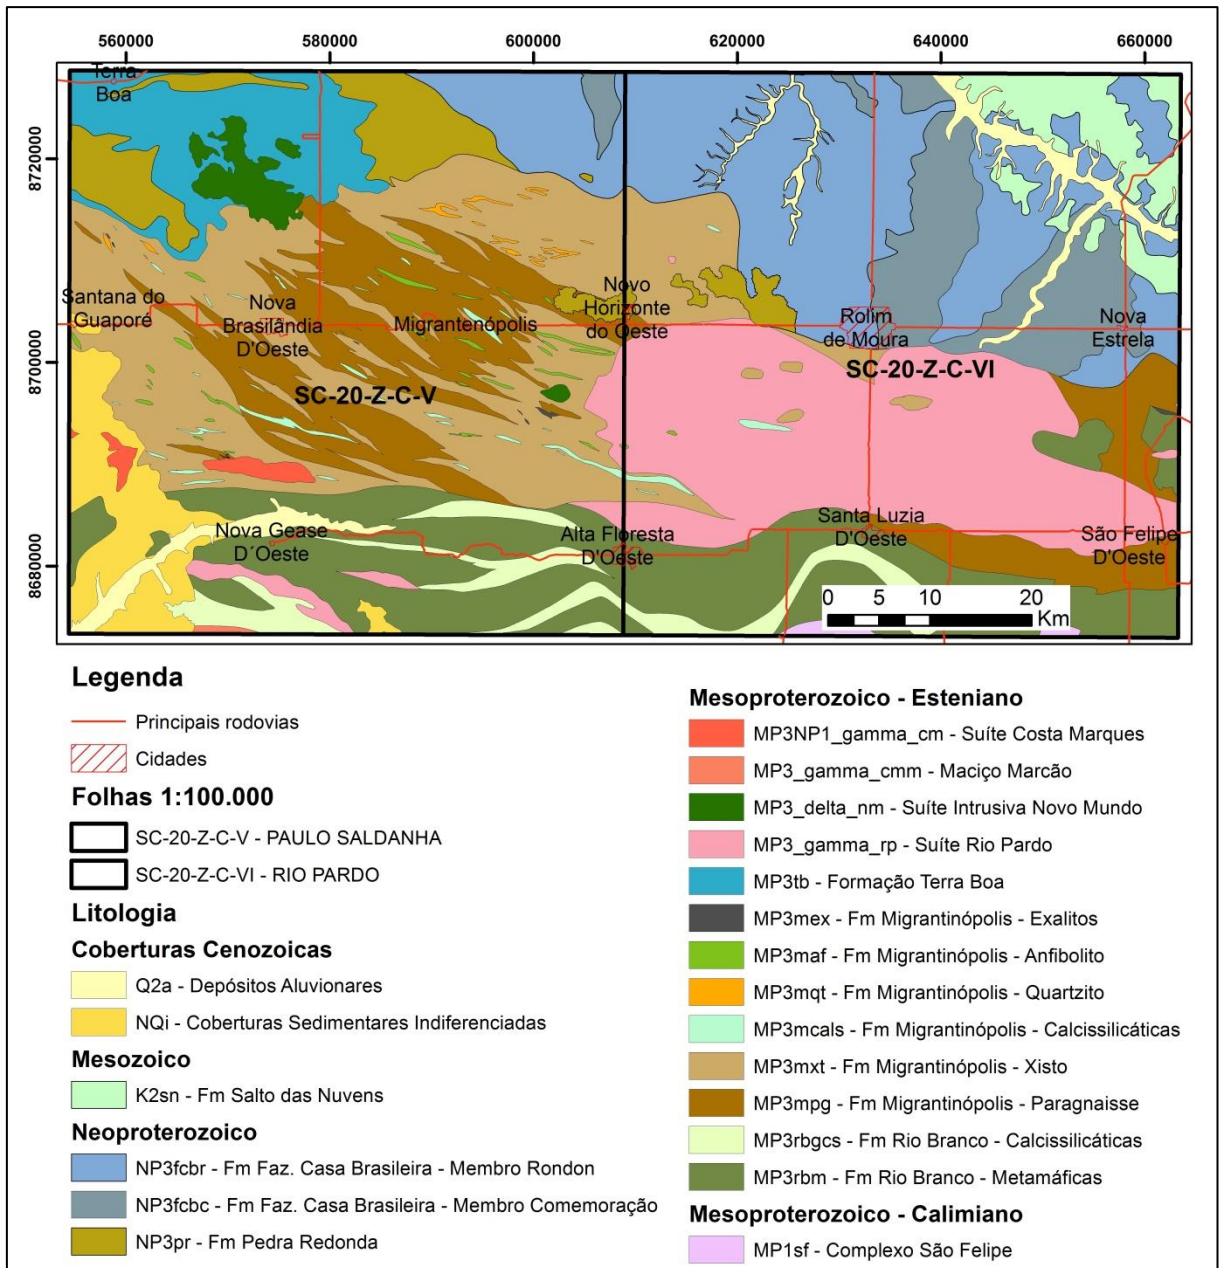 560000 580000 600000 620000 640000 660000
Terra
Boa
8720000
Santana do
Guaporé
Nova
Brasilândia
D'Oeste
Migrantenópolis
Novo
Horizonte
do Oeste
Rolim
de Moura
Nova
Estrela
8700000
SC-20-Z-C-V
SC-20-Z-C-VI
Nova Gease
D´Oeste
Alta Floresta
D'Oeste
Santa Luzia
D'Oeste
São Felipe
D'Oeste
8680000
0 5 10 20
Km
Legenda
Principais rodovias
Cidades
Folhas 1:100.000
SC-20-Z-C-V - PAULO SALDANHA
SC-20-Z-C-VI - RIO PARDO
Litologia
Coberturas Cenozoicas
Q2a - Depósitos Aluvionares
NQi - Coberturas Sedimentares Indiferenciadas
Mesozoico
K2sn - Fm Salto das Nuvens
Neoproterozoico
NP3fcbr - Fm Faz. Casa Brasileira - Membro Rondon
NP3fcbc - Fm Faz. Casa Brasileira - Membro Comemoração
NP3pr - Fm Pedra Redonda
Mesoproterozoico - Esteniano
MP3NP1_gamma_cm - Suíte Costa Marques
MP3_gamma_cmm - Maciço Marcão
MP3_delta_nm - Suíte Intrusiva Novo Mundo
MP3_gamma_rp - Suíte Rio Pardo
MP3tb - Formação Terra Boa
MP3mex - Fm Migrantinópolis - Exalitos
MP3maf - Fm Migrantinópolis - Anfibolito
MP3mqt - Fm Migrantinópolis - Quartzito
MP3mcals - Fm Migrantinópolis - Calcissilicáticas
MP3mxt - Fm Migrantinópolis - Xisto
MP3mpg - Fm Migrantinópolis - Paragnaisse
MP3rbgcs - Fm Rio Branco - Calcissilicáticas
MP3rbm - Fm Rio Branco - Metamáficas
Mesoproterozoico - Calimiano
MP1sf - Complexo São Felipe